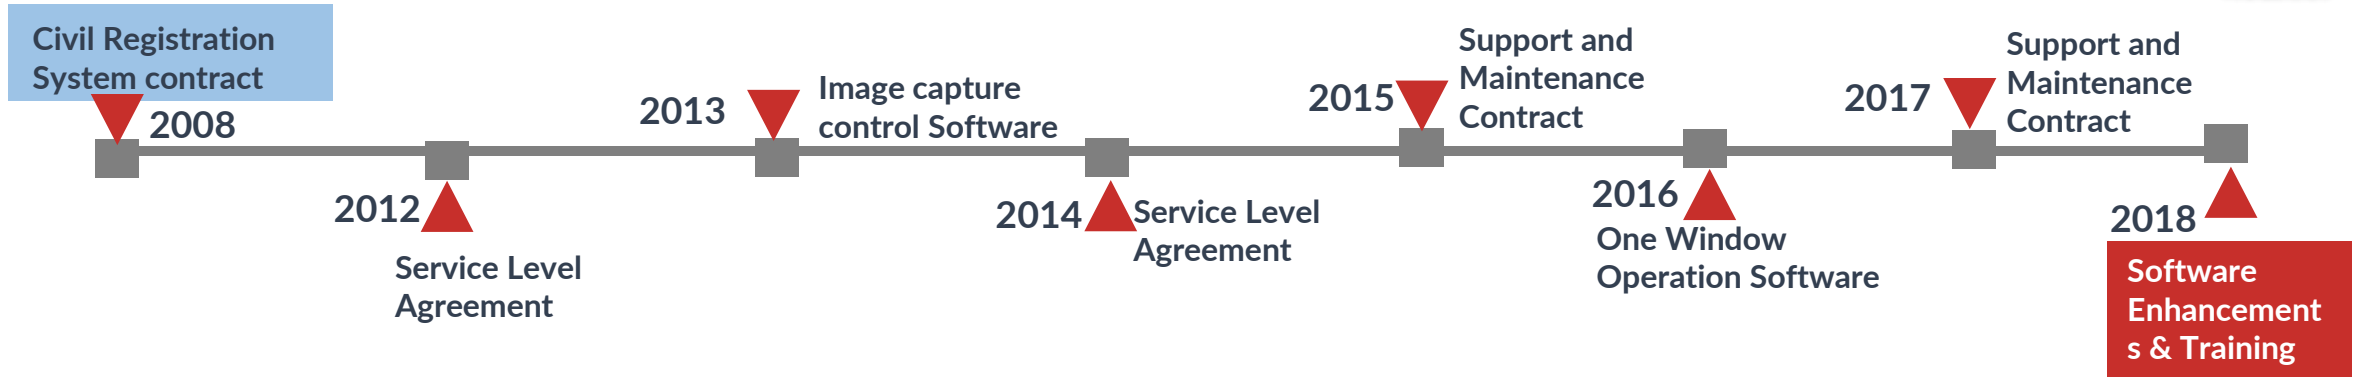 Civil Registration
System contract
2008
2012
Service Level
Agreement
2013
Image capture
control Software
2014
Service Level
Agreement
2015
Support and
Maintenance
Contract
2016
One Window
Operation Software
2017
Support and
Maintenance
Contract
2018
Software
Enhancement
s & Training